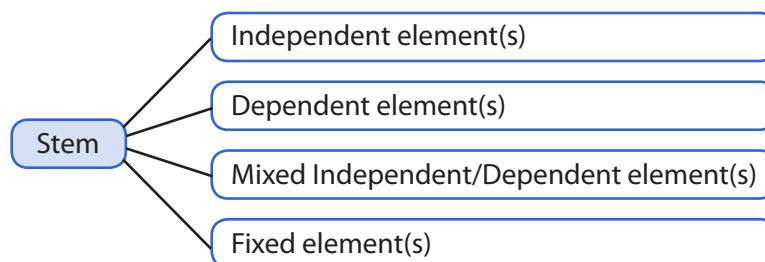 Independent element(s)
Dependent element(s)
Stem
Mixed Independent/Dependent element(s)
Fixed element(s)